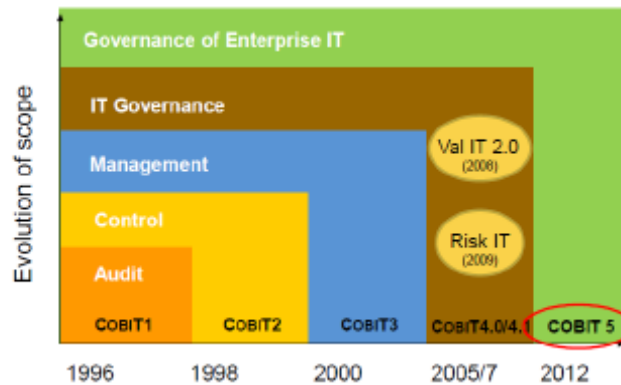 Governance of Enterprise IT
IT Governance
Val IT 2.0
(2008)
Management
Control
Risk IT
(2009)
Audit
COBIT1 COBIT2 COBIT3 COBIT4.0/4.1 COBIT 5
1996 1998 2000 2005/7 2012
Evolution of scope